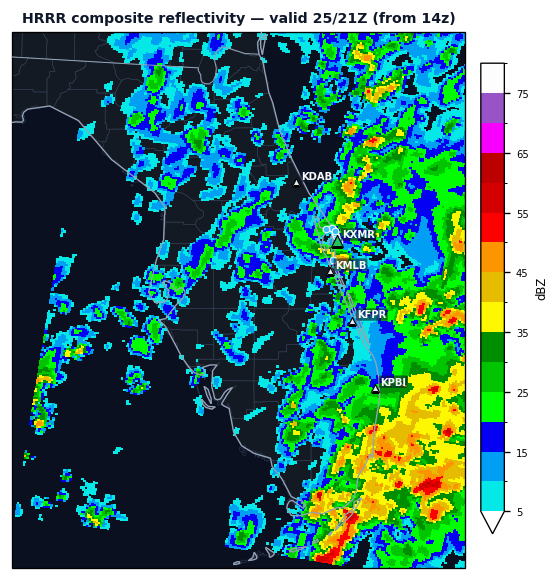 HRRR composite reflectivity — valid 25/21Z (from 14z)
75
65
55
45
35
25
15
5
dBZ
KDAB
KXMR
KMLB
KFPR
KPBI